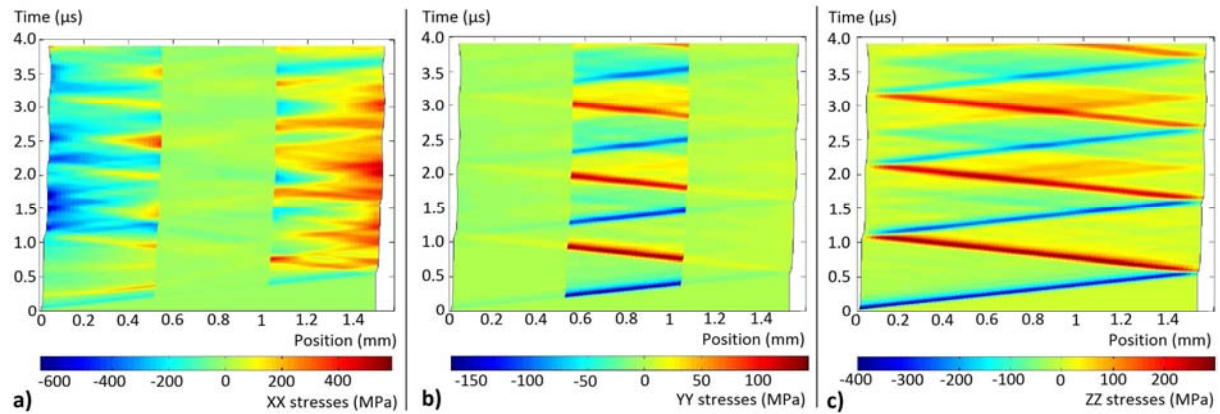 Time (µs)
4.0
3.5
3.0
2.5
2.0
1.5
1.0
0.5
0
0 0.2 0.4 0.6 0.8 1 1.2 1.4
Position (mm)
-600 -400 -200 0 200 400
a) XX stresses (MPa)
Time (µs)
4.0
3.5
3.0
2.5
2.0
1.5
1.0
0.5
0
0 0.2 0.4 0.6 0.8 1 1.2 1.4
Position (mm)
-150 -100 -50 0 50 100
b) YY stresses (MPa)
Time (µs)
4.0
3.5
3.0
2.5
2.0
1.5
1.0
0.5
0
0.2 0.4 0.6 0.8 1 1.2 1.4
Position (mm)
-400 -300 -200 -100 0 100 200
c) ZZ stresses (MPa)